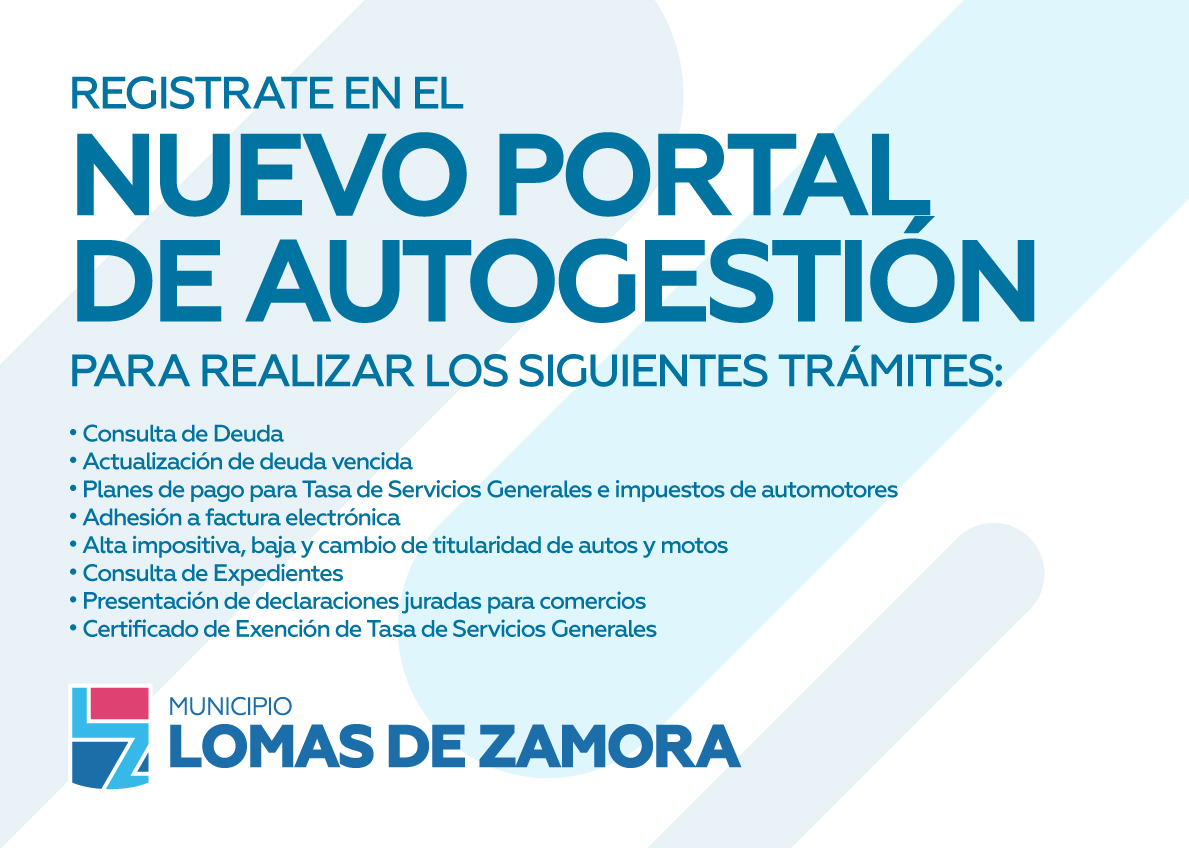 REGISTRATE EN EL
NUEVO PORTAL
DE AUTOGESTIÓN
PARA REALIZAR LOS SIGUIENTES TRÁMITES:
• Consulta de Deuda
• Actualización de deuda vencida
• Planes de pago para Tasa de Servicios Generales e impuestos de automotores
• Adhesión a factura electrónica
• Alta impositiva, baja y cambio de titularidad de autos y motos
• Consulta de Expedientes
• Presentación de declaraciones juradas para comercios
• Certificado de Exención de Tasa de Servicios Generales
LZ
MUNICIPIO
LOMAS DE ZAMORA